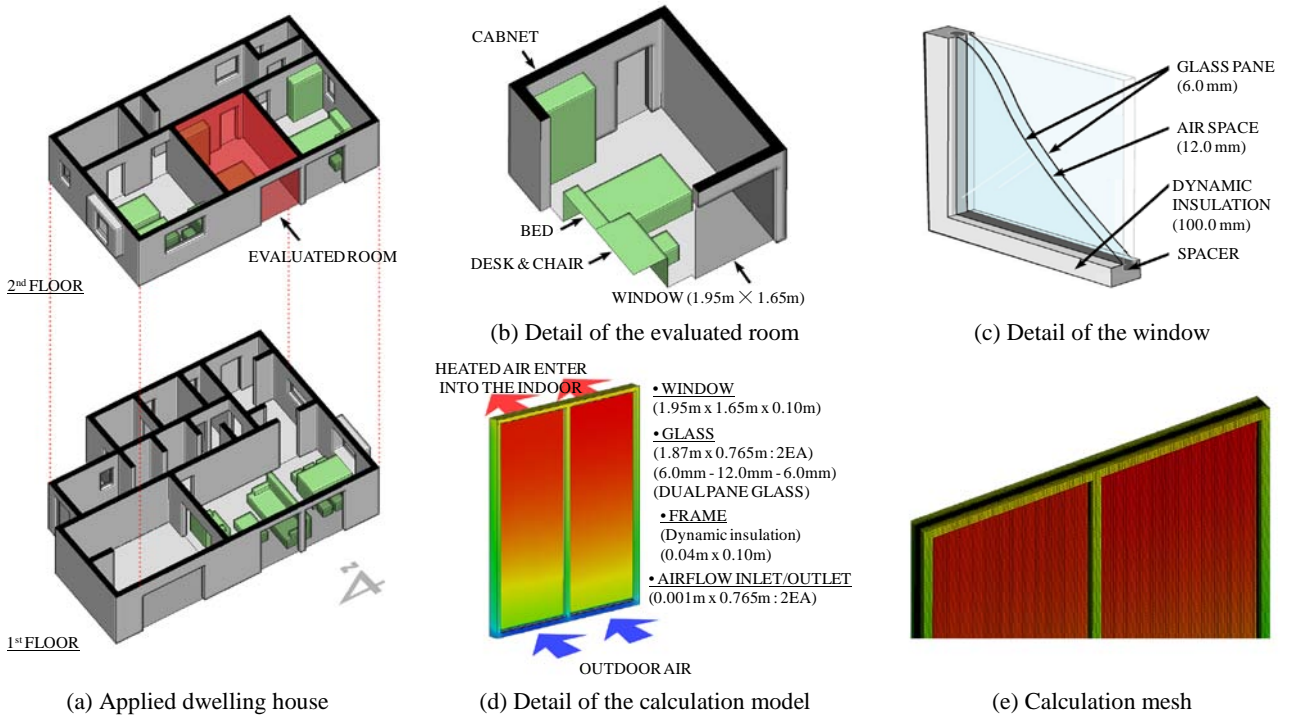 EVALUATED ROOM
2nd FLOOR
1st FLOOR
N
(a) Applied dwelling house
CABNET
BED
DESK & CHAIR
WINDOW (1.95m × 1.65m)
(b) Detail of the evaluated room
GLASS PANE
(6.0 mm)
AIR SPACE
(12.0 mm)
DYNAMIC
INSULATION
(100.0 mm)
SPACER
(c) Detail of the window
HEATED AIR ENTER
INTO THE INDOOR
• WINDOW
(1.95m x 1.65m x 0.10m)
• GLASS
(1.87m x 0.765m : 2EA)
(6.0mm - 12.0mm - 6.0mm)
(DUAL PANE GLASS)
• FRAME
(Dynamic insulation)
(0.04m x 0.10m)
• AIRFLOW INLET/OUTLET
(0.001m x 0.765m : 2EA)
OUTDOOR AIR
(d) Detail of the calculation model
(e) Calculation mesh